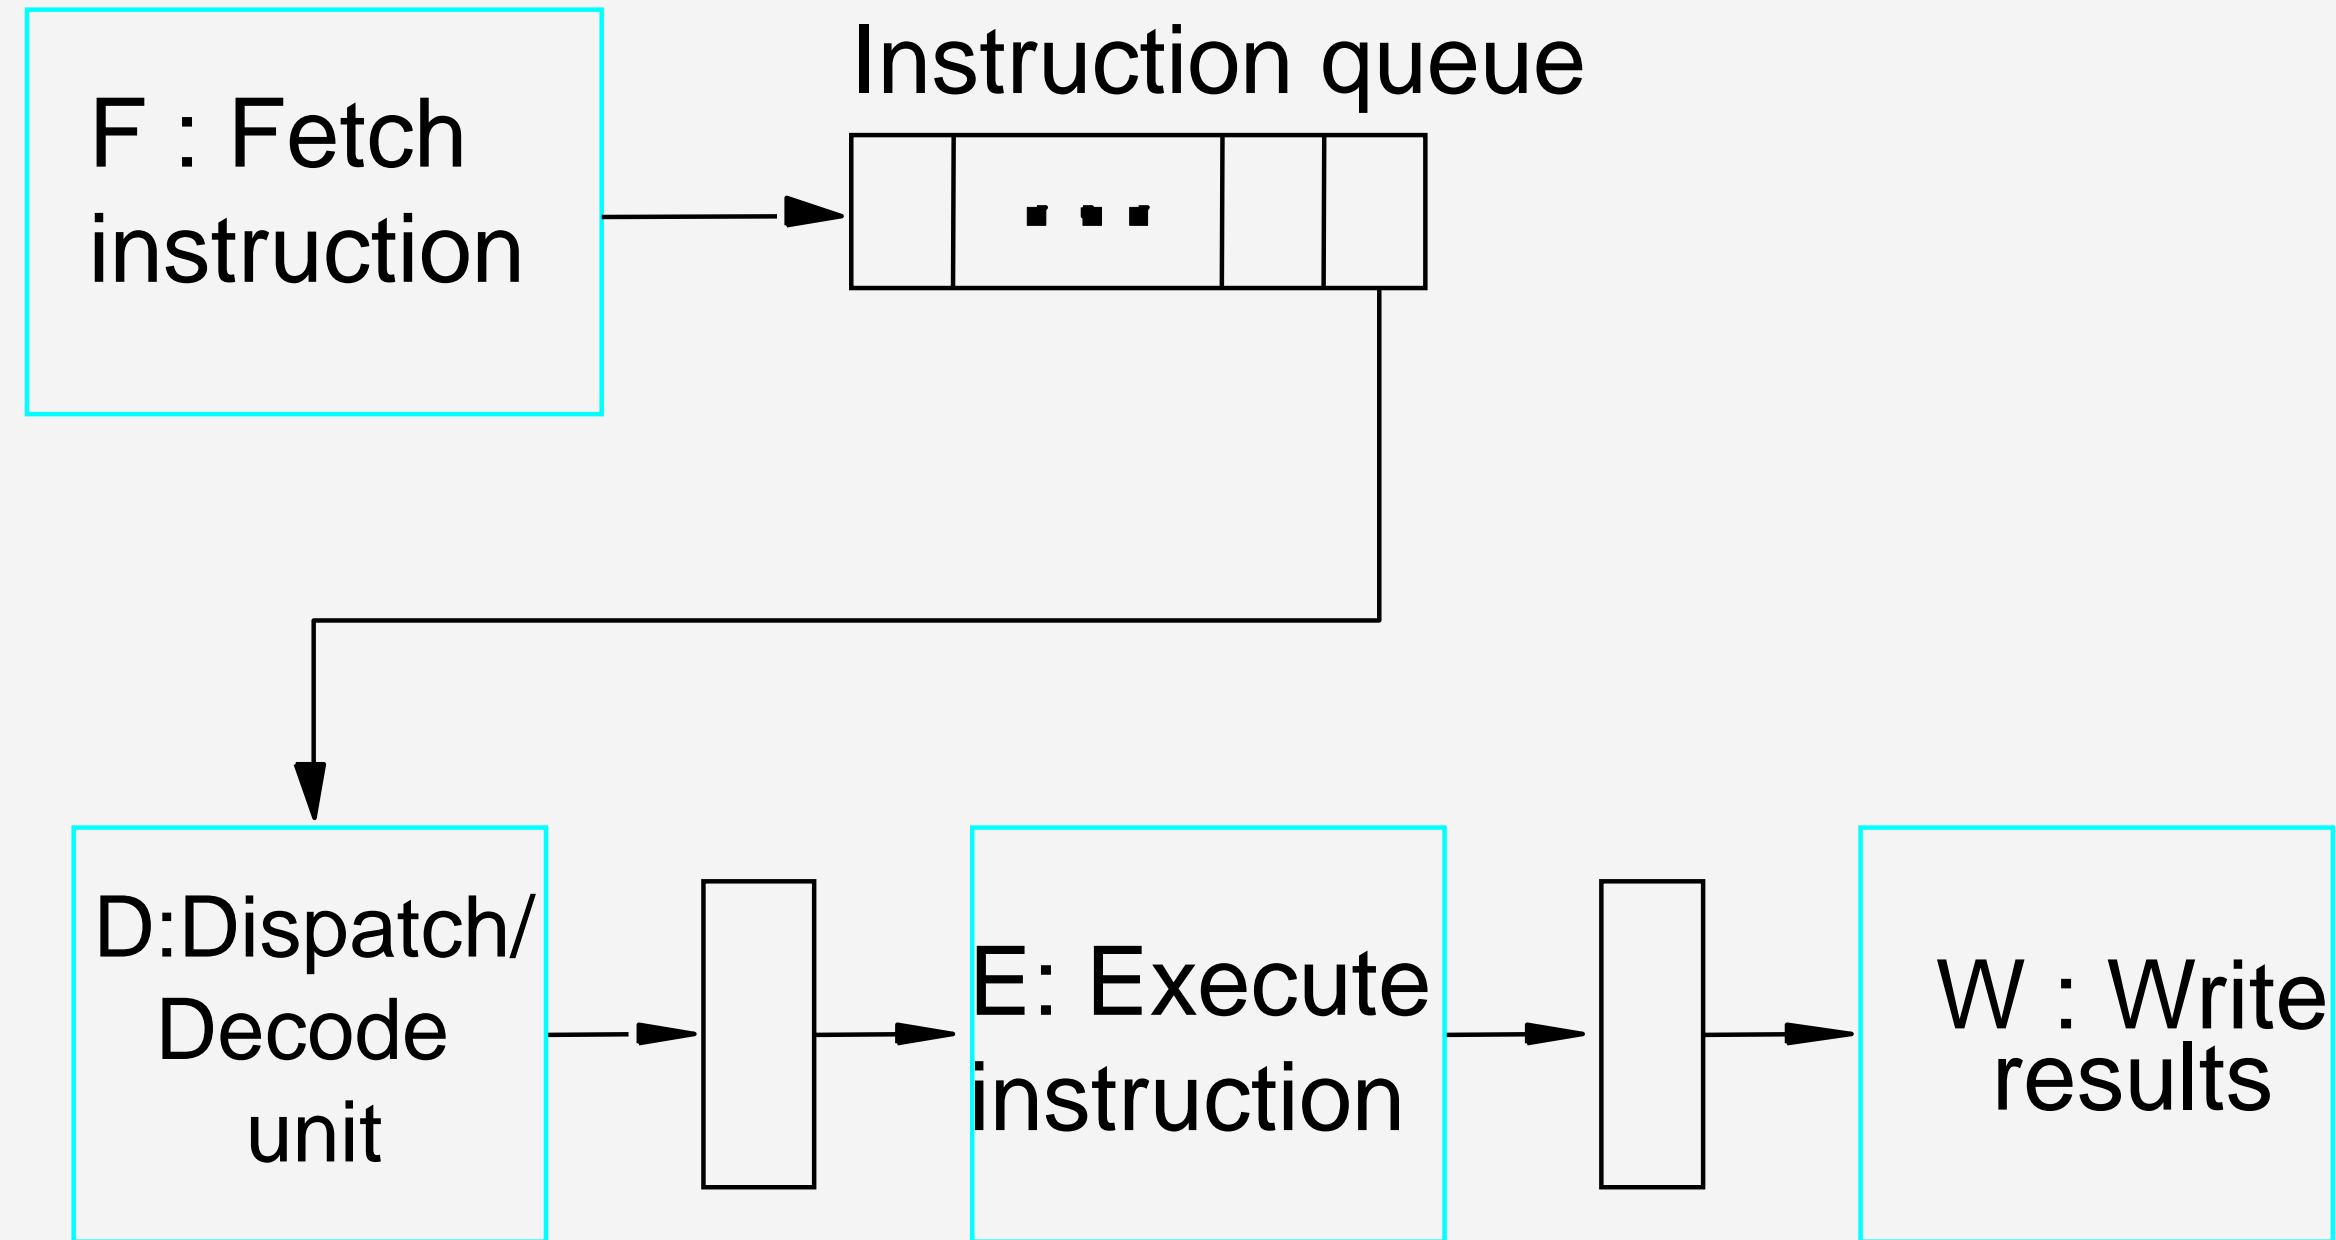 Instruction queue
F : Fetch
instruction
D:Dispatch/
Decode
unit
E: Execute
instruction
W : Write
results